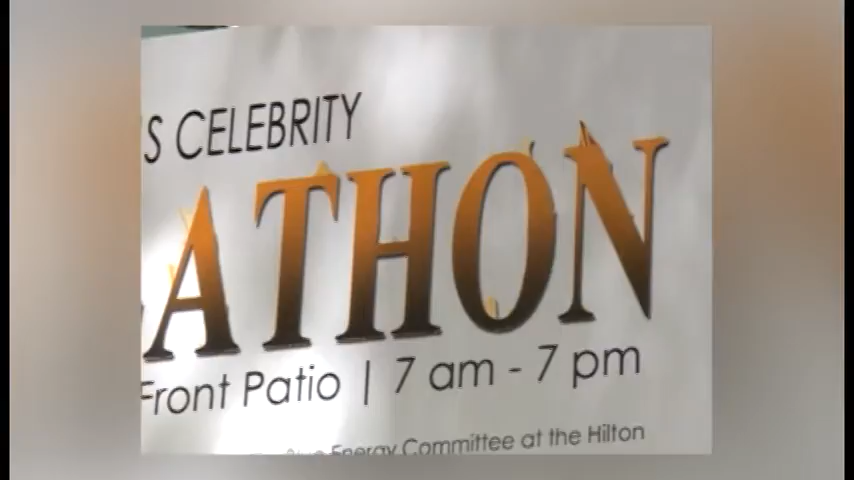 'S CELEBRITY
ATHON
Front Patio | 7 am - 7 pm
Energy Committee at the Hilton